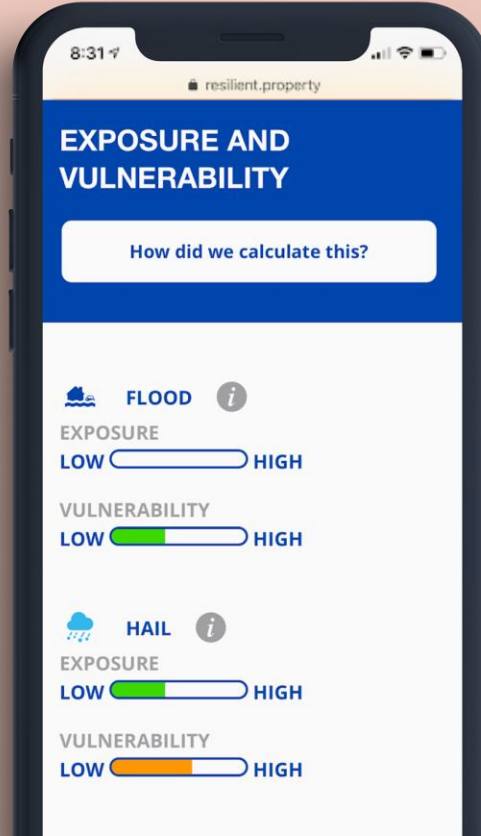 8:31
resilient.property
EXPOSURE AND
VULNERABILITY
How did we calculate this?
FLOOD i
EXPOSURE
LOW HIGH
VULNERABILITY
LOW HIGH
HAIL i
EXPOSURE
LOW HIGH
VULNERABILITY
LOW HIGH